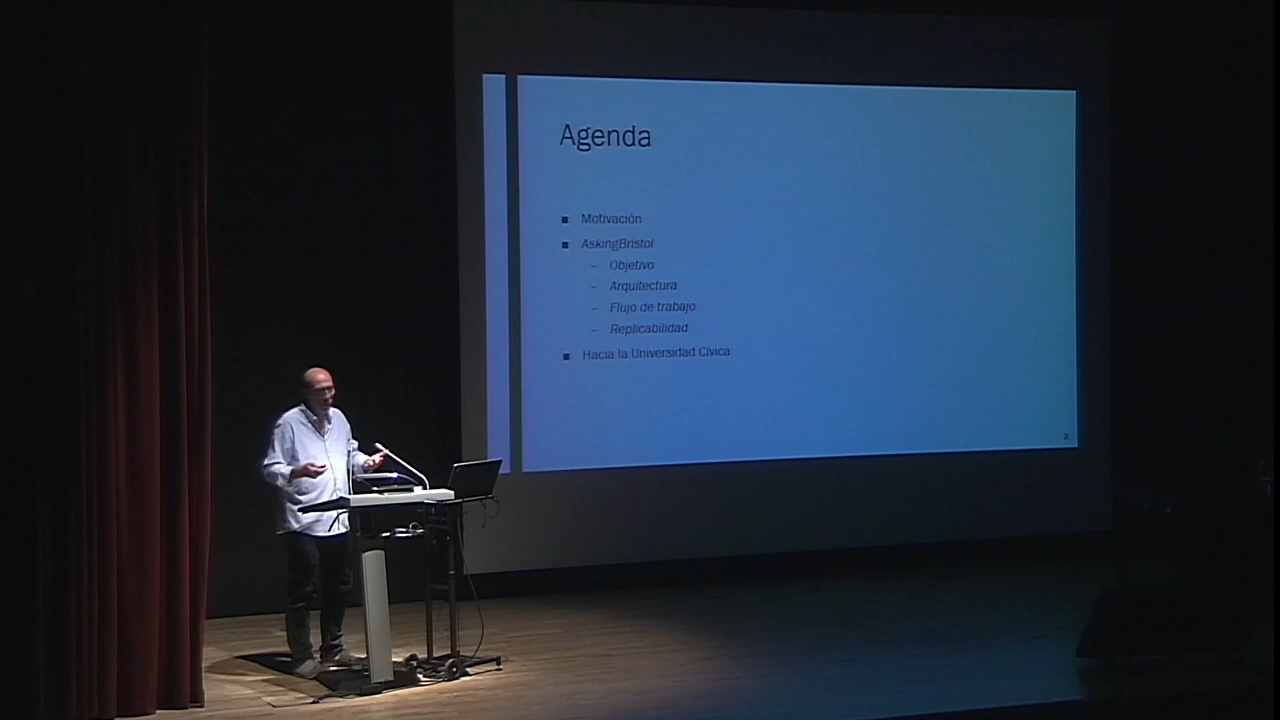 Agenda
■ Motivación
■ AskingBristol
– Objetivo
– Arquitectura
– Flujo de trabajo
– Replicabilidad
■ Hacia la Universidad Cívica
2